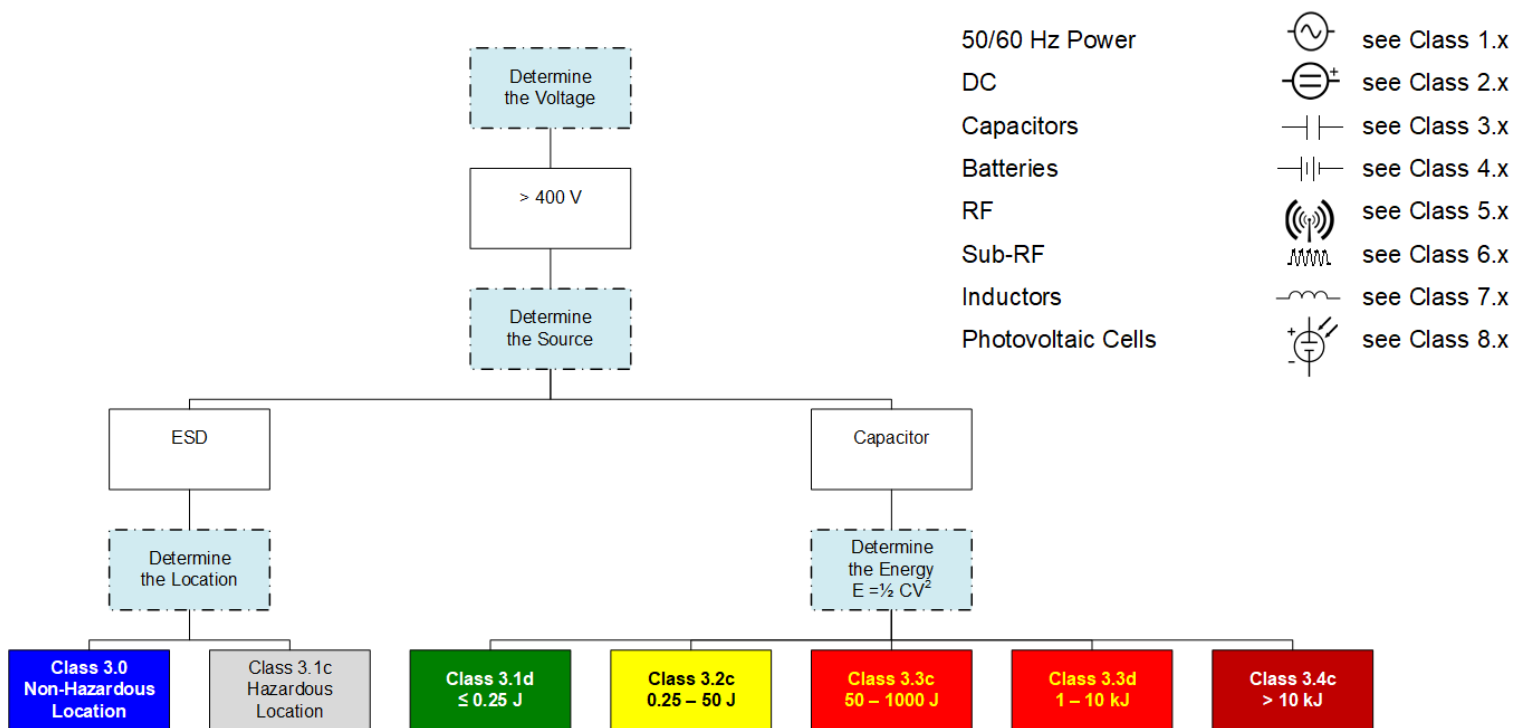 50/60 Hz Power see Class 1.x
DC + see Class 2.x
Capacitors see Class 3.x
Batteries see Class 4.x
RF see Class 5.x
Sub-RF see Class 6.x
Inductors see Class 7.x
Photovoltaic Cells + - see Class 8.x
Determine
the Voltage
> 400 V
Determine
the Source
ESD
Capacitor
Determine
the Location
Determine
the Energy
E =½ CV²
Class 3.0
Non-Hazardous
Location
Class 3.1c
Hazardous
Location
Class 3.1d
≤ 0.25 J
Class 3.2c
0.25 – 50 J
Class 3.3c
50 – 1000 J
Class 3.3d
1 – 10 kJ
Class 3.4c
> 10 kJ